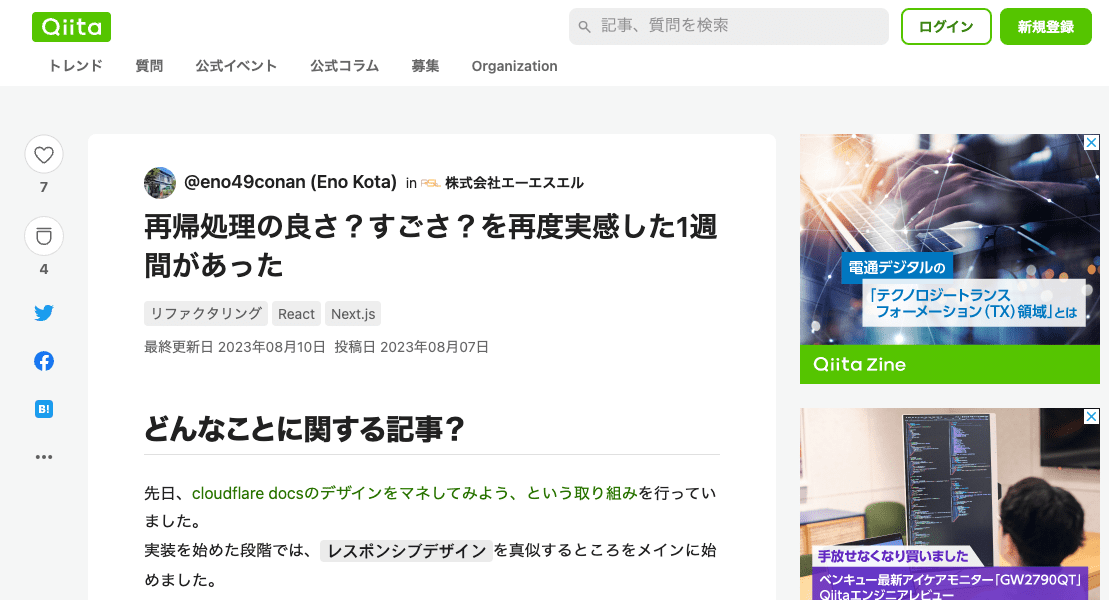 Qiita
記事、質問を検索
ログイン
新規登録
トレンド 質問 公式イベント 公式コラム 募集 Organization
7
4
B!
@eno49conan (Eno Kota) in ASL 株式会社エーエスエル
再帰処理の良さ？すごさ？を再度実感した1週
間があった
リファクタリング React Next.js
最終更新日 2023年08月10日 投稿日 2023年08月07日
どんなことに関する記事？
先日、cloudflare docsのデザインをマネしてみよう、という取り組みを行ってい
ました。
実装を始めた段階では、レスポンシブデザインを真似するところをメインに始
めました。
電通デジタルの
「テクノロジートランス
フォーメーション（TX）領域」とは
Qiita Zine
手放せなくなり買いました
ベンキュー最新アイケアモニター「GW2790QT」
Qiitaエンジニアレビュー